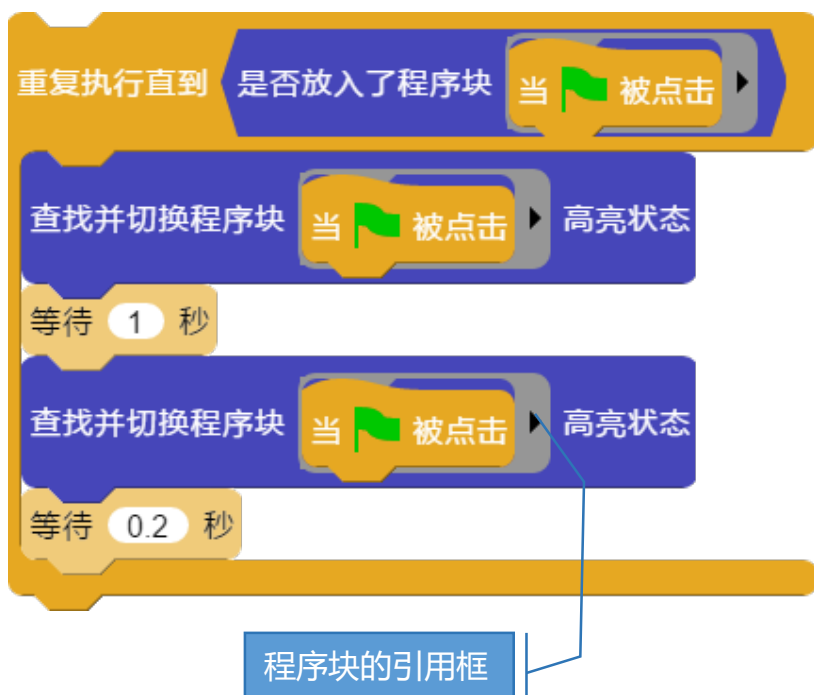 重复执行直到 是否放入了程序块 当 被点击
查找并切换程序块 当 被点击 高亮状态
等待 1 秒
查找并切换程序块 当 被点击 高亮状态
等待 0.2 秒
程序块的引用框